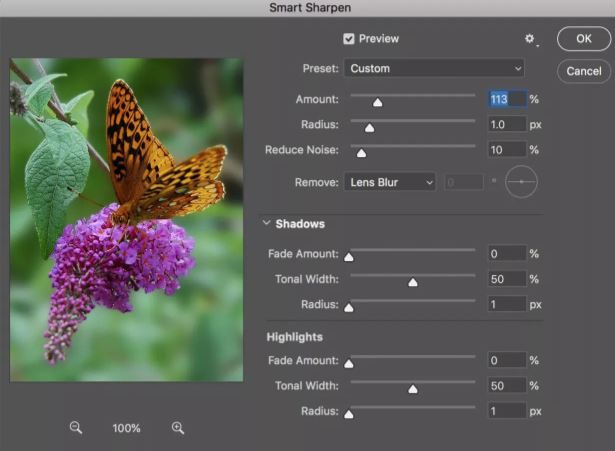 Smart Sharpen
Preview
OK
Preset: Custom
Cancel
Amount: 113 %
Radius: 1.0 px
Reduce Noise: 10 %
Remove: Lens Blur 0 °
Shadows
Fade Amount: 0 %
Tonal Width: 50 %
Radius: 1 px
Highlights
Fade Amount: 0 %
Tonal Width: 50 %
Radius: 1 px
100%